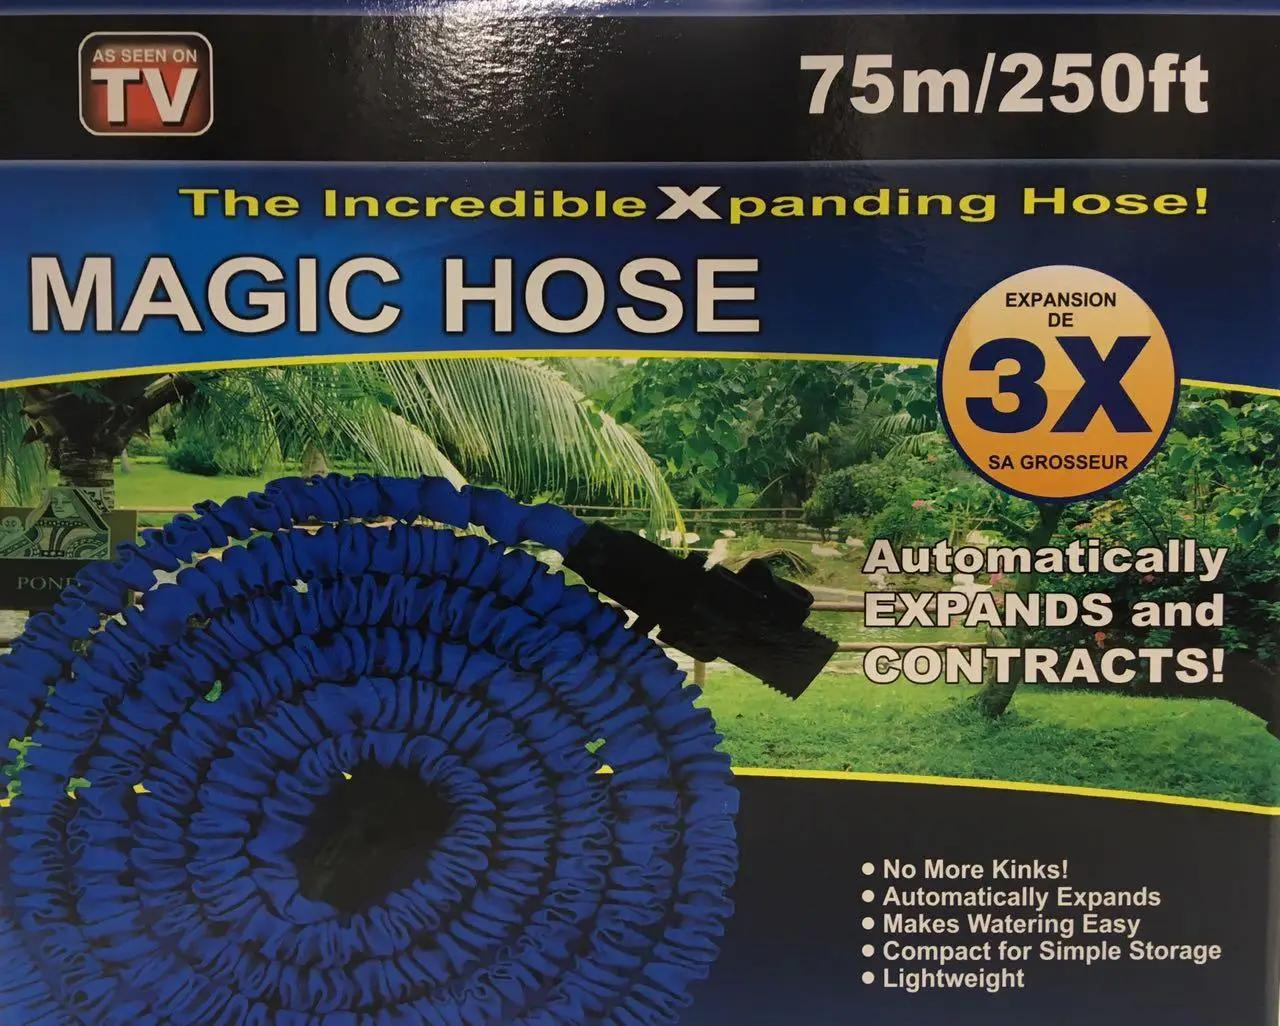 AS SEEN ON
TV
75m/250ft
The Incredible Xpanding Hose!
MAGIC HOSE
EXPANSION
DE
3X
SA GROSSEUR
Automatically
EXPANDS and
CONTRACTS!
• No More Kinks!
• Automatically Expands
• Makes Watering Easy
• Compact for Simple Storage
• Lightweight